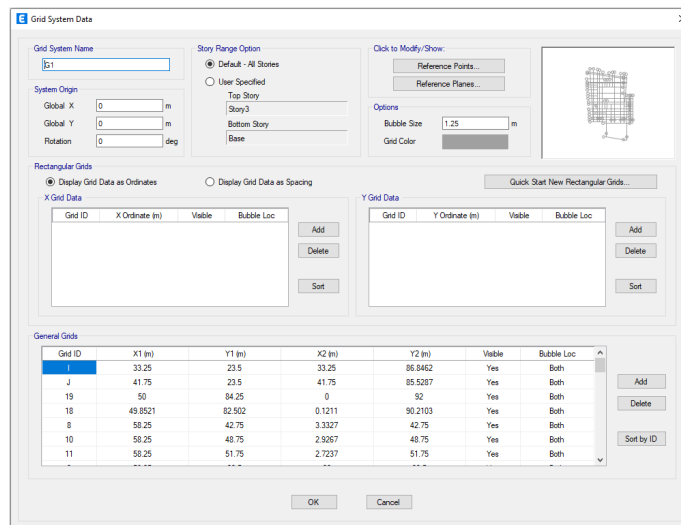 E Grid System Data
Grid System Name
G1
System Origin
Global X 0 m
Global Y 0 m
Rotation 0 deg
Story Range Option
Default - All Stories
User Specified
Top Story
Story3
Bottom Story
Base
Click to Modify/Show:
Reference Points...
Reference Planes...
Options
Bubble Size 1.25 m
Grid Color
Rectangular Grids
Display Grid Data as Ordinates Display Grid Data as Spacing Quick Start New Rectangular Grids...
X Grid Data
Grid ID X Ordinate (m) Visible Bubble Loc
Add
Delete
Sort
Y Grid Data
Grid ID Y Ordinate (m) Visible Bubble Loc
Add
Delete
Sort
General Grids
Grid ID X1 (m) Y1 (m) X2 (m) Y2 (m) Visible Bubble Loc
I 33.25 23.5 33.25 86.8462 Yes Both
J 41.75 23.5 41.75 85.5287 Yes Both
19 50 84.25 0 92 Yes Both
18 49.8521 82.502 0.1211 90.2103 Yes Both
8 58.25 42.75 3.3327 42.75 Yes Both
10 58.25 48.75 2.9267 48.75 Yes Both
11 58.25 51.75 2.7237 51.75 Yes Both
Add
Delete
Sort by ID
OK Cancel